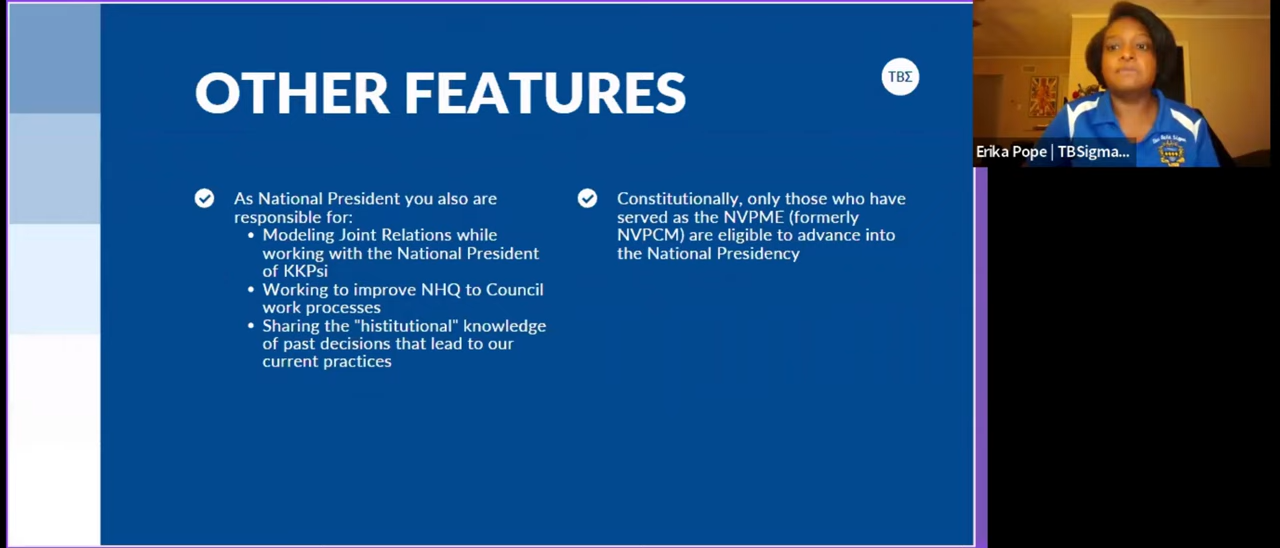 OTHER FEATURES
TBΣ
As National President you also are
responsible for:
• Modeling Joint Relations while
working with the National President
of KKPsi
• Working to improve NHQ to Council
work processes
• Sharing the "histitutional" knowledge
of past decisions that lead to our
current practices
Constitutionally, only those who have
served as the NVPME (formerly
NVPCM) are eligible to advance into
the National Presidency
Erika Pope | TBSigma...